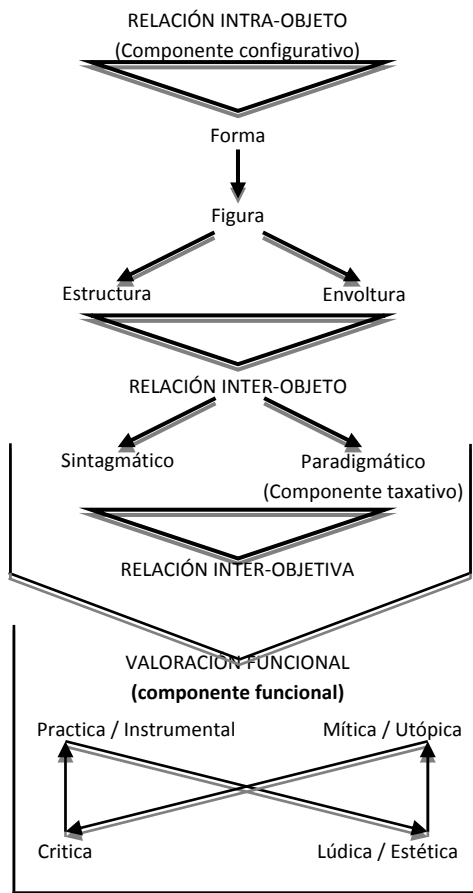 RELACIÓN INTRA-OBJETO
(Componente configurativo)
Forma
Figura
Estructura
Envoltura
RELACIÓN INTER-OBJETO
Sintagmático
Paradigmático
(Componente taxativo)
RELACIÓN INTER-OBJETIVA
VALORACIÓN FUNCIONAL
(componente funcional)
Practica / Instrumental
Mítica / Utópica
Critica
Lúdica / Estética